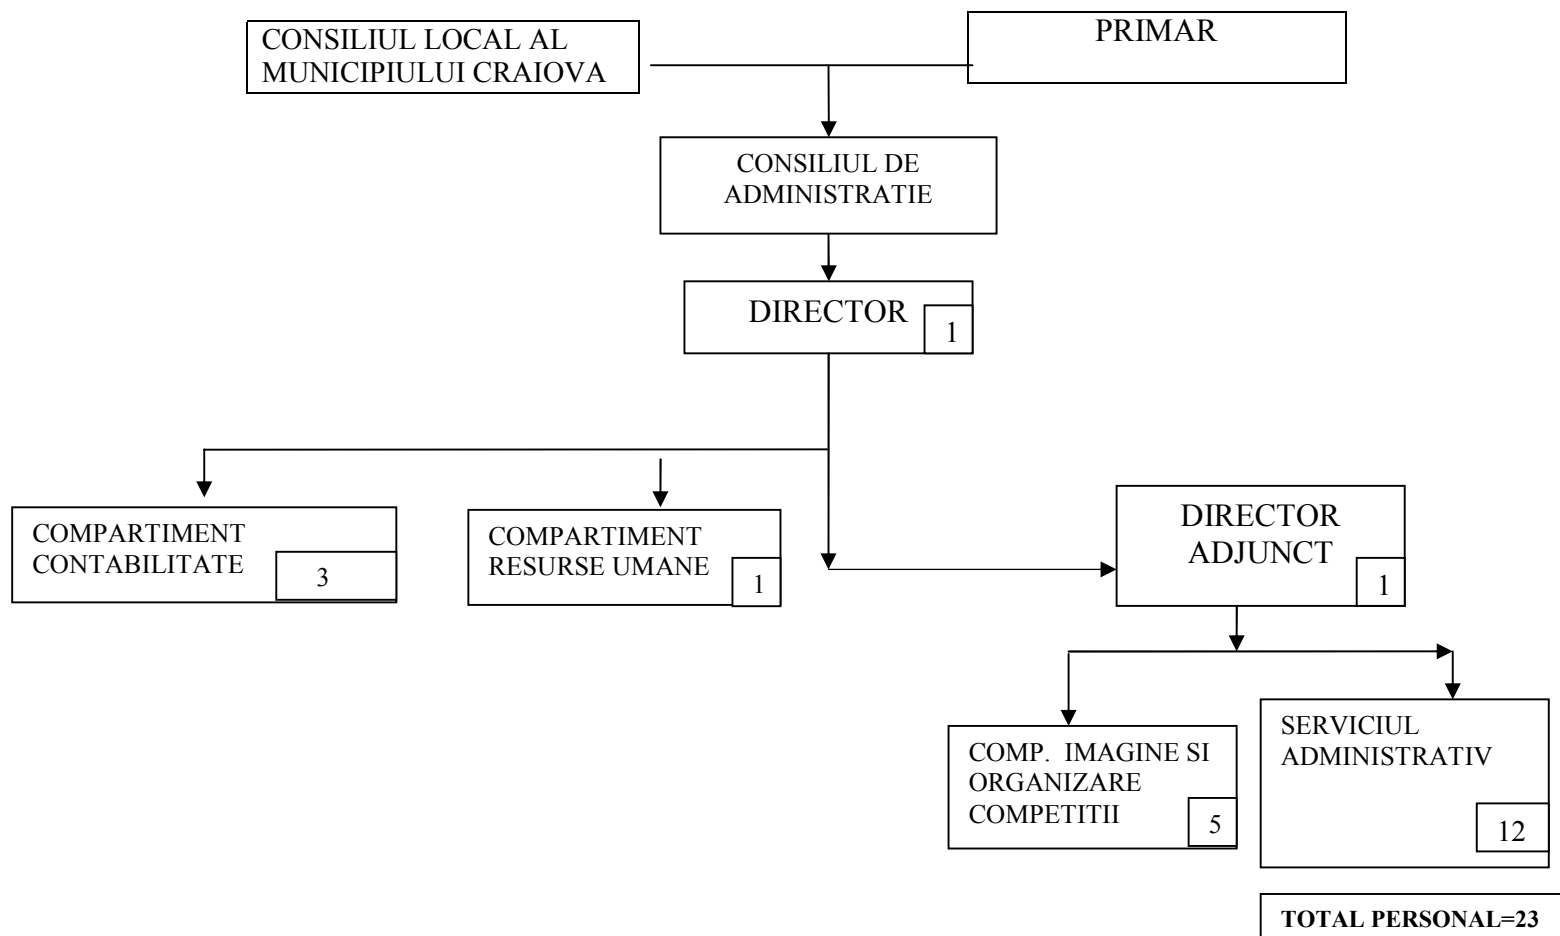 CONSILIUL LOCAL AL
MUNICIPIULUI CRAIOVA
PRIMAR
CONSILIUL DE
ADMINISTRATIE
DIRECTOR
1
COMPARTIMENT
CONTABILITATE
3
COMPARTIMENT
RESURSE UMANE
1
DIRECTOR
ADJUNCT
1
COMP. IMAGINE SI
ORGANIZARE
COMPETITII
5
SERVICIUL
ADMINISTRATIV
12
TOTAL PERSONAL=23